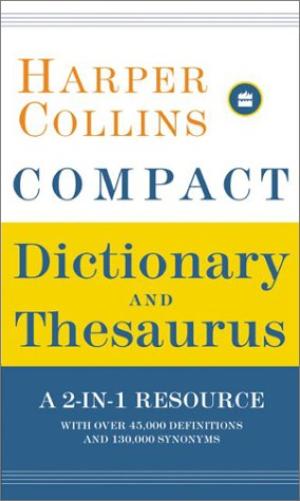 HARPER
COLLINS
COMPACT
Dictionary
AND
Thesaurus
A 2-IN-1 RESOURCE
WITH OVER 45,000 DEFINITIONS
AND 130,000 SYNONYMS